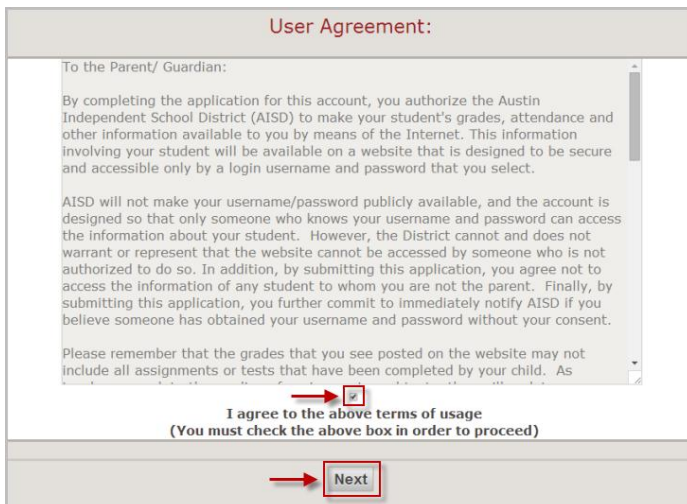 User Agreement:
To the Parent/ Guardian:
By completing the application for this account, you authorize the Austin
Independent School District (AISD) to make your student's grades, attendance and
other information available to you by means of the Internet. This information
involving your student will be available on a website that is designed to be secure
and accessible only by a login username and password that you select.
AISD will not make your username/password publicly available, and the account is
designed so that only someone who knows your username and password can access
the information about your student. However, the District cannot and does not
warrant or represent that the website cannot be accessed by someone who is not
authorized to do so. In addition, by submitting this application, you agree not to
access the information of any student to whom you are not the parent. Finally, by
submitting this application, you further commit to immediately notify AISD if you
believe someone has obtained your username and password without your consent.
Please remember that the grades that you see posted on the website may not
include all assignments or tests that have been completed by your child. As
I agree to the above terms of usage
(You must check the above box in order to proceed)
Next